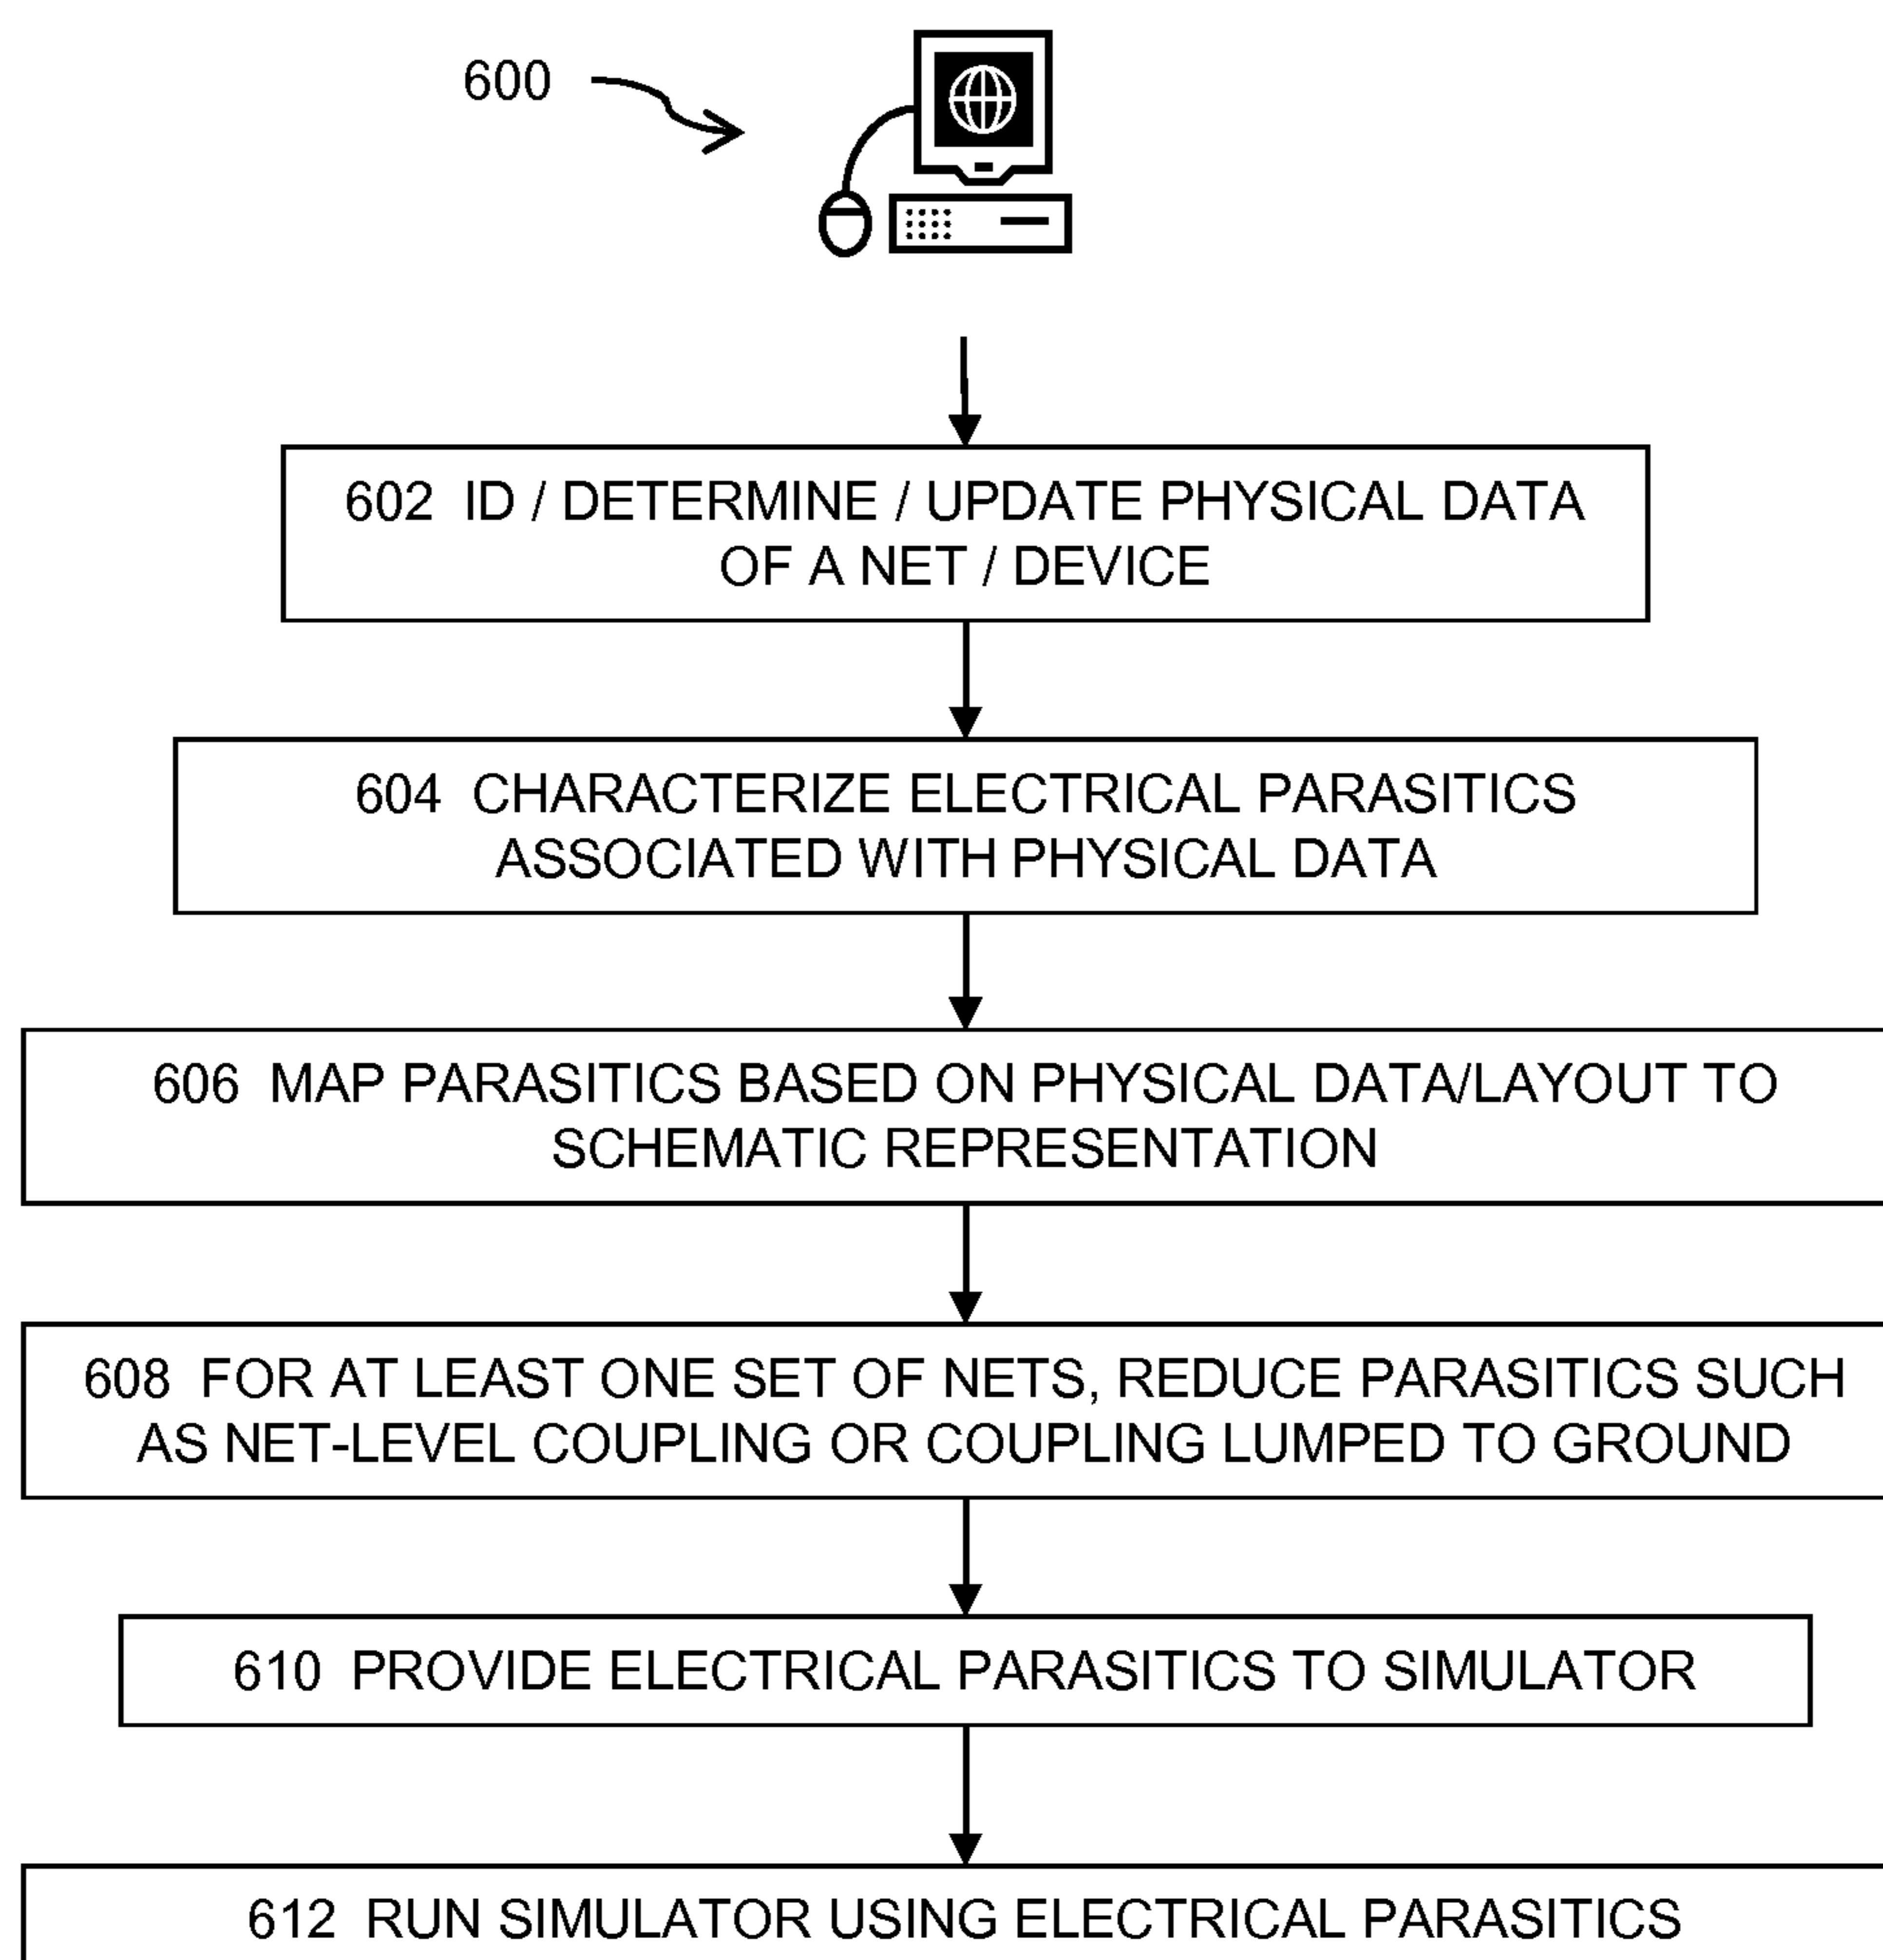 600
602 ID / DETERMINE / UPDATE PHYSICAL DATA
OF A NET / DEVICE
604 CHARACTERIZE ELECTRICAL PARASITICS
ASSOCIATED WITH PHYSICAL DATA
606 MAP PARASITICS BASED ON PHYSICAL DATA/LAYOUT TO
SCHEMATIC REPRESENTATION
608 FOR AT LEAST ONE SET OF NETS, REDUCE PARASITICS SUCH
AS NET-LEVEL COUPLING OR COUPLING LUMPED TO GROUND
610 PROVIDE ELECTRICAL PARASITICS TO SIMULATOR
612 RUN SIMULATOR USING ELECTRICAL PARASITICS